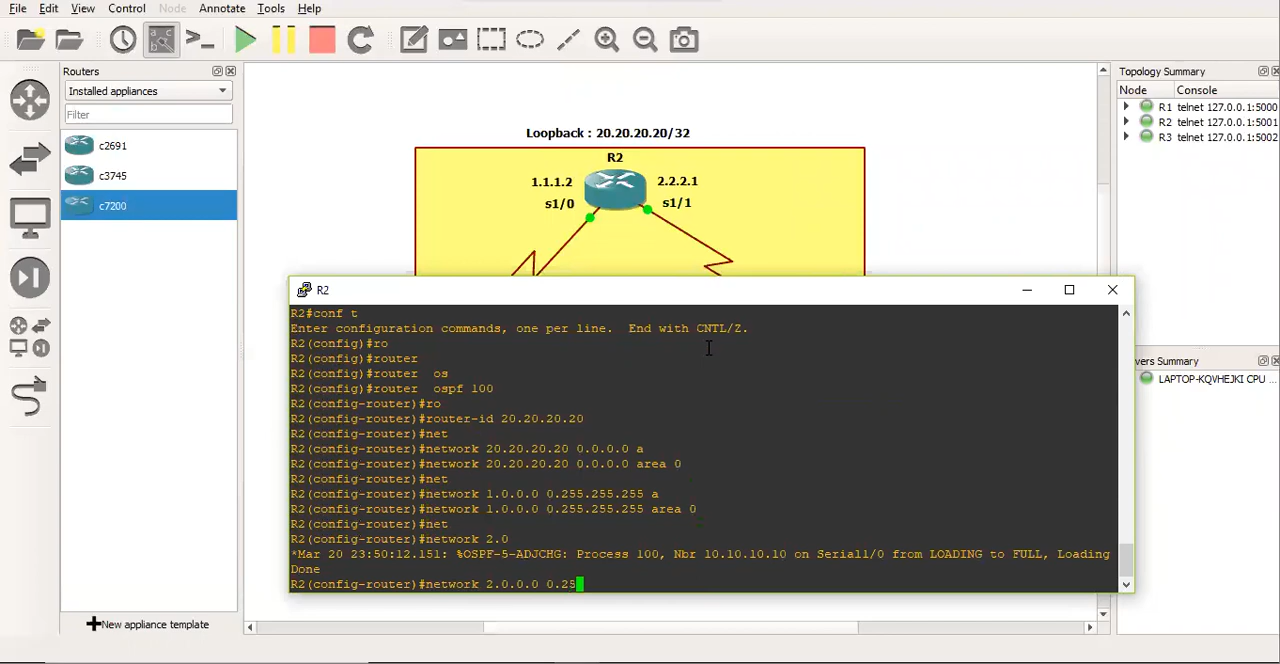 File Edit View Control Node Annotate Tools Help
Routers
Installed appliances
Filter
c2691
c3745
c7200
New appliance template
Loopback : 20.20.20.20/32
R2
1.1.1.2 2.2.2.1
s1/0 s1/1
Topology Summary
Node Console
R1 telnet 127.0.0.1:5000
R2 telnet 127.0.0.1:5001
R3 telnet 127.0.0.1:5002
vers Summary
LAPTOP-KQVHEJKI CPU ...
R2
R2#conf t
Enter configuration commands, one per line.  End with CNTL/Z.
R2(config)#ro
R2(config)#router
R2(config)#router  os
R2(config)#router  ospf 100
R2(config-router)#ro
R2(config-router)#router-id 20.20.20.20
R2(config-router)#net
R2(config-router)#network 20.20.20.20 0.0.0.0 a
R2(config-router)#network 20.20.20.20 0.0.0.0 area 0
R2(config-router)#net
R2(config-router)#network 1.0.0.0 0.255.255.255 a
R2(config-router)#network 1.0.0.0 0.255.255.255 area 0
R2(config-router)#net
R2(config-router)#network 2.0
*Mar 20 23:50:12.151: %OSPF-5-ADJCHG: Process 100, Nbr 10.10.10.10 on Serial1/0 from LOADING to FULL, Loading
Done
R2(config-router)#network 2.0.0.0 0.25